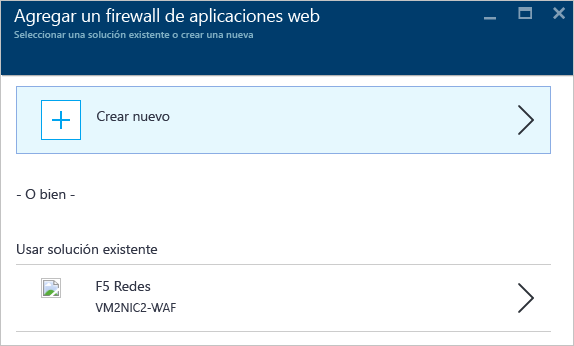 Agregar un firewall de aplicaciones web
Seleccionar una solución existente o crear una nueva
Crear nuevo
- O bien -
Usar solución existente
F5 Redes
VM2NIC2-WAF